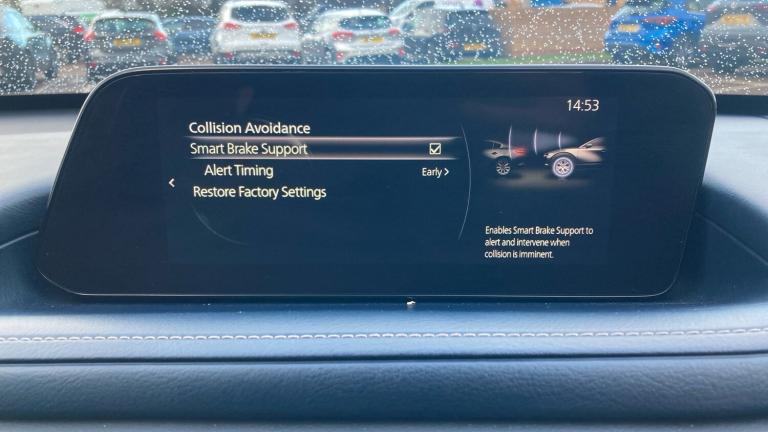 14:53
Collision Avoidance
Smart Brake Support
Alert Timing Early
Restore Factory Settings
Enables Smart Brake Support to
alert and intervene when
collision is imminent.